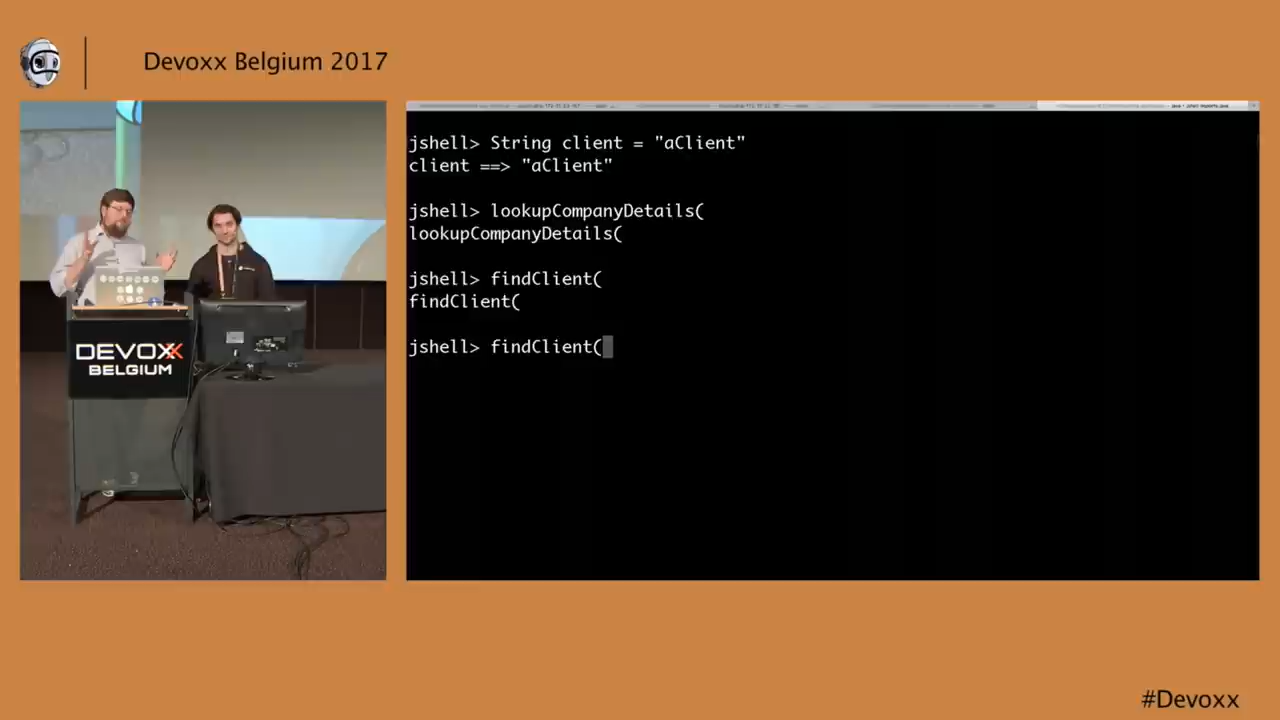 Devoxx Belgium 2017
DEVOXX
BELGIUM
jshell> String client = "aClient"
client ==> "aClient"
jshell> lookupCompanyDetails(
lookupCompanyDetails(
jshell> findClient(
findClient(
jshell> findClient(
#Devoxx